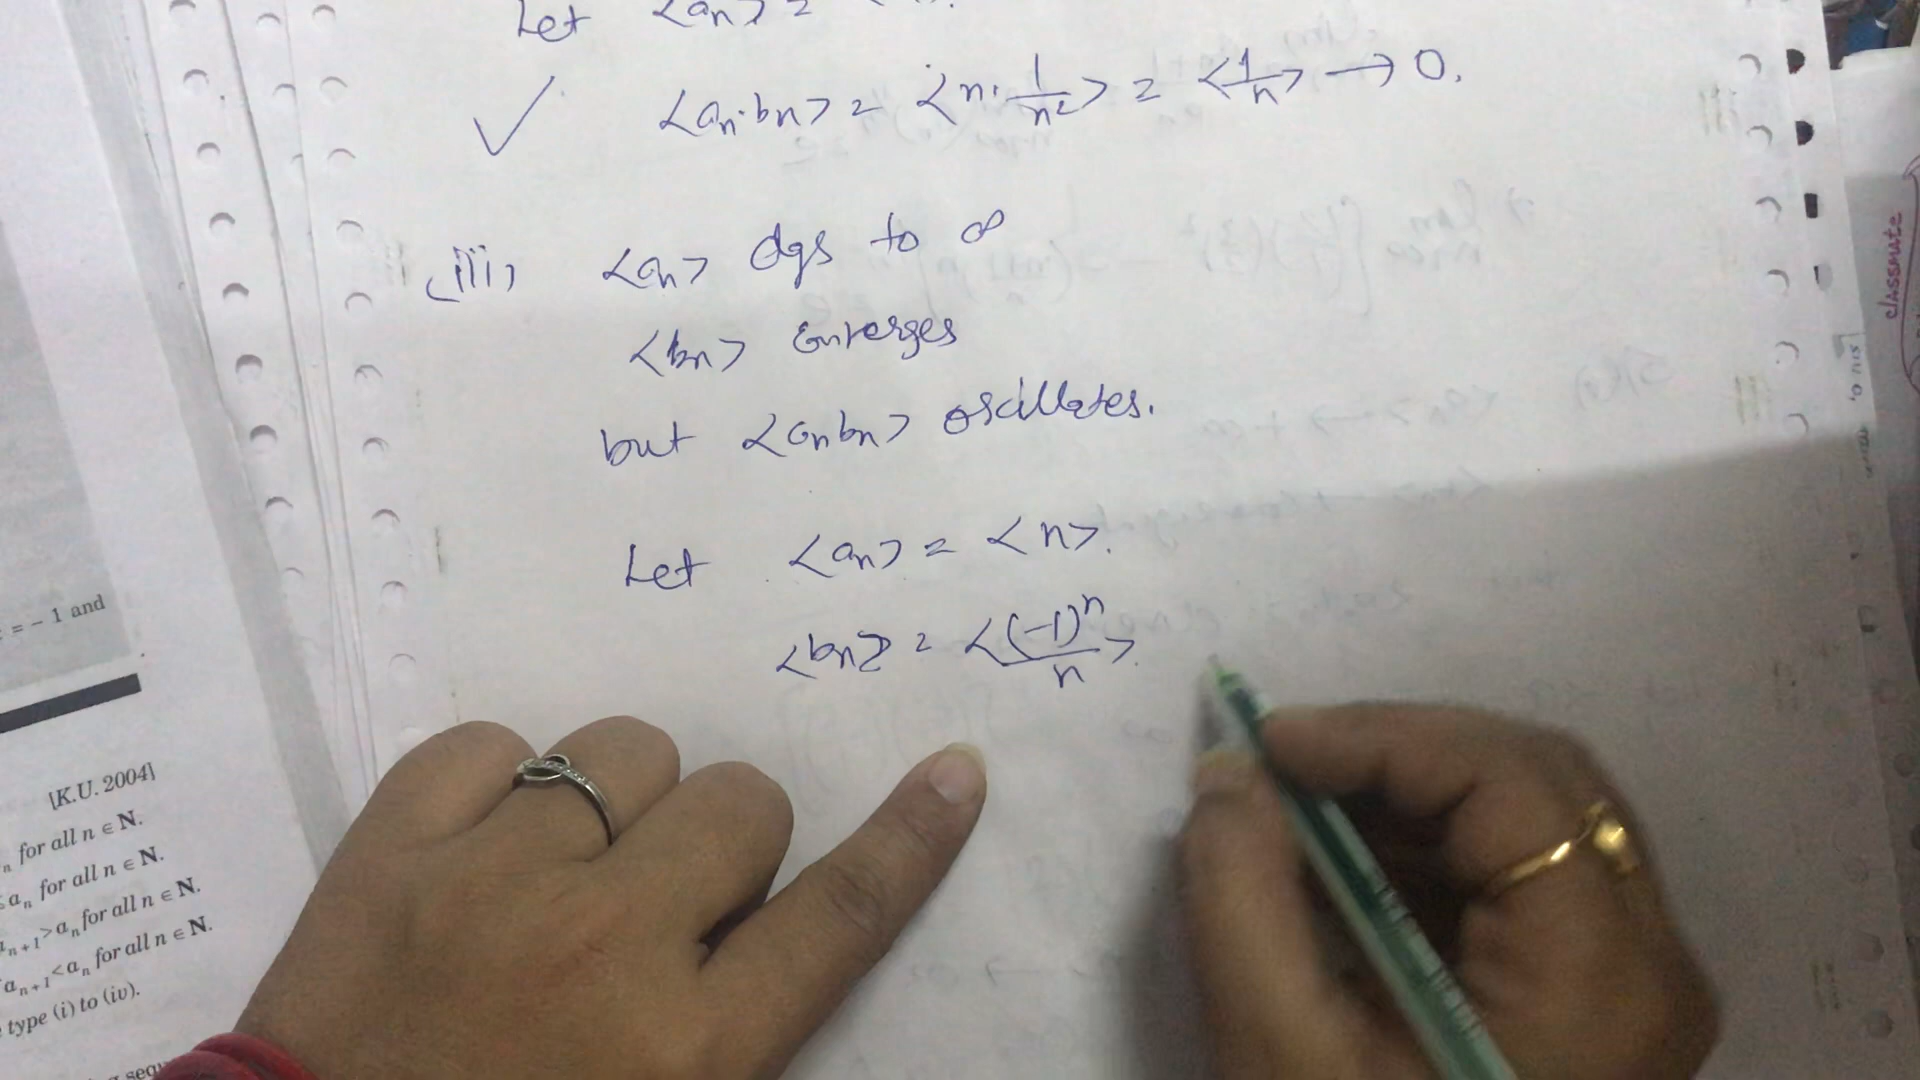 Let <an> =
<an.bn> = <n. 1/n²> = <1/n> → 0.
(iii) <an> dgs to ∞
<bn> Converges
but <an bn> oscillates.
Let <an> = <n>.
<bn> = <(-1)^n/n>.
= – 1 and
[K.U. 2004]
n for all n ∈ N.
≤ an for all n ∈ N.
an+1 > an for all n ∈ N.
an+1 < an for all n ∈ N.
type (i) to (iv).
classmate